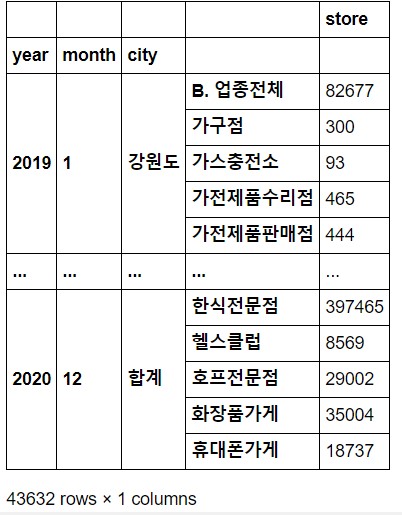 store
year month city
B. 업종전체 82677
가구점 300
2019 1 강원도 가스충전소 93
가전제품수리점 465
가전제품판매점 444
... ... ... ... ...
한식전문점 397465
헬스클럽 8569
2020 12 합계 호프전문점 29002
화장품가게 35004
휴대폰가게 18737
43632 rows × 1 columns